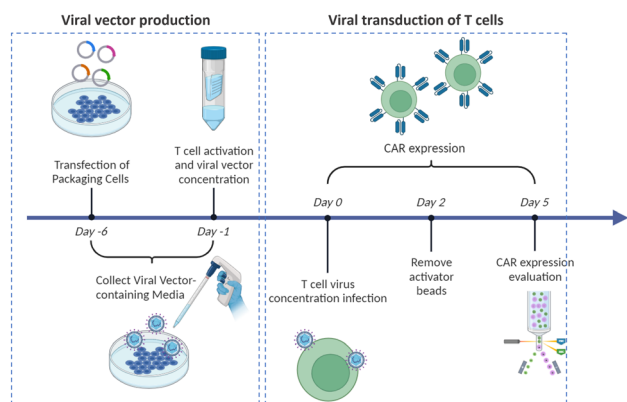 Viral vector production
Viral transduction of T cells
Transfection of
Packaging Cells
T cell activation
and viral vector
concentration
CAR expression
Day -6
Day -1
Day 0
Day 2
Day 5
Collect Viral Vector-
containing Media
T cell virus
concentration infection
Remove
activator
beads
CAR expression
evaluation